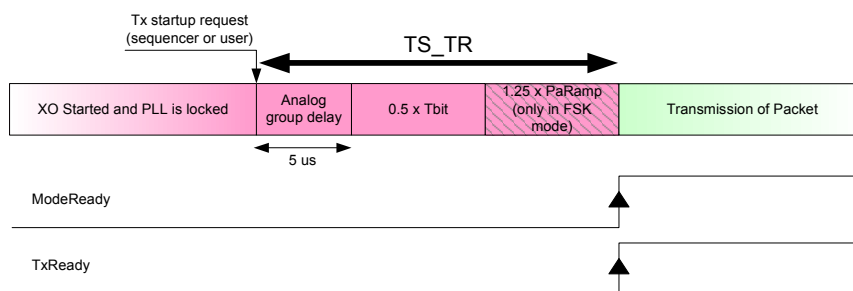 Tx startup request
(sequencer or user)
TS_TR
XO Started and PLL is locked
Analog
group delay
0.5 x Tbit
1.25 x PaRamp
(only in FSK
mode)
Transmission of Packet
5 us
ModeReady
TxReady